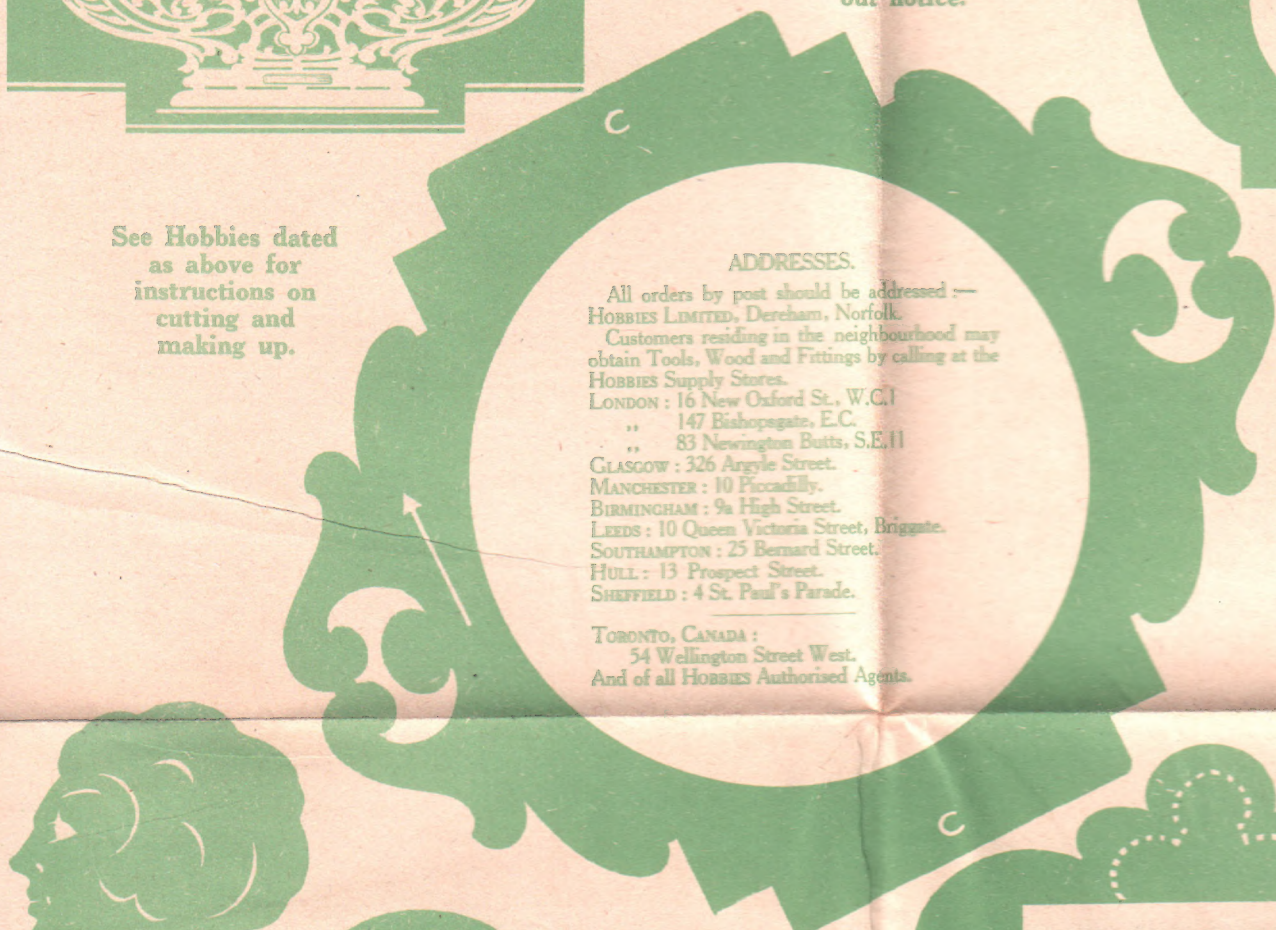 our notice.
C
See Hobbies dated
as above for
instructions on
cutting and
making up.
ADDRESSES.
All orders by post should be addressed :—
HOBBIES LIMITED, Dereham, Norfolk.
Customers residing in the neighbourhood may
obtain Tools, Wood and Fittings by calling at the
HOBBIES Supply Stores.
LONDON : 16 New Oxford St., W.C.1
,, 147 Bishopsgate, E.C.
,, 83 Newington Butts, S.E.11
GLASGOW : 326 Argyle Street.
MANCHESTER : 10 Piccadilly.
BIRMINGHAM : 9a High Street.
LEEDS : 10 Queen Victoria Street, Briggate.
SOUTHAMPTON : 25 Bernard Street.
HULL : 13 Prospect Street.
SHEFFIELD : 4 St. Paul's Parade.
TORONTO, CANADA :
54 Wellington Street West.
And of all HOBBIES Authorised Agents.
C